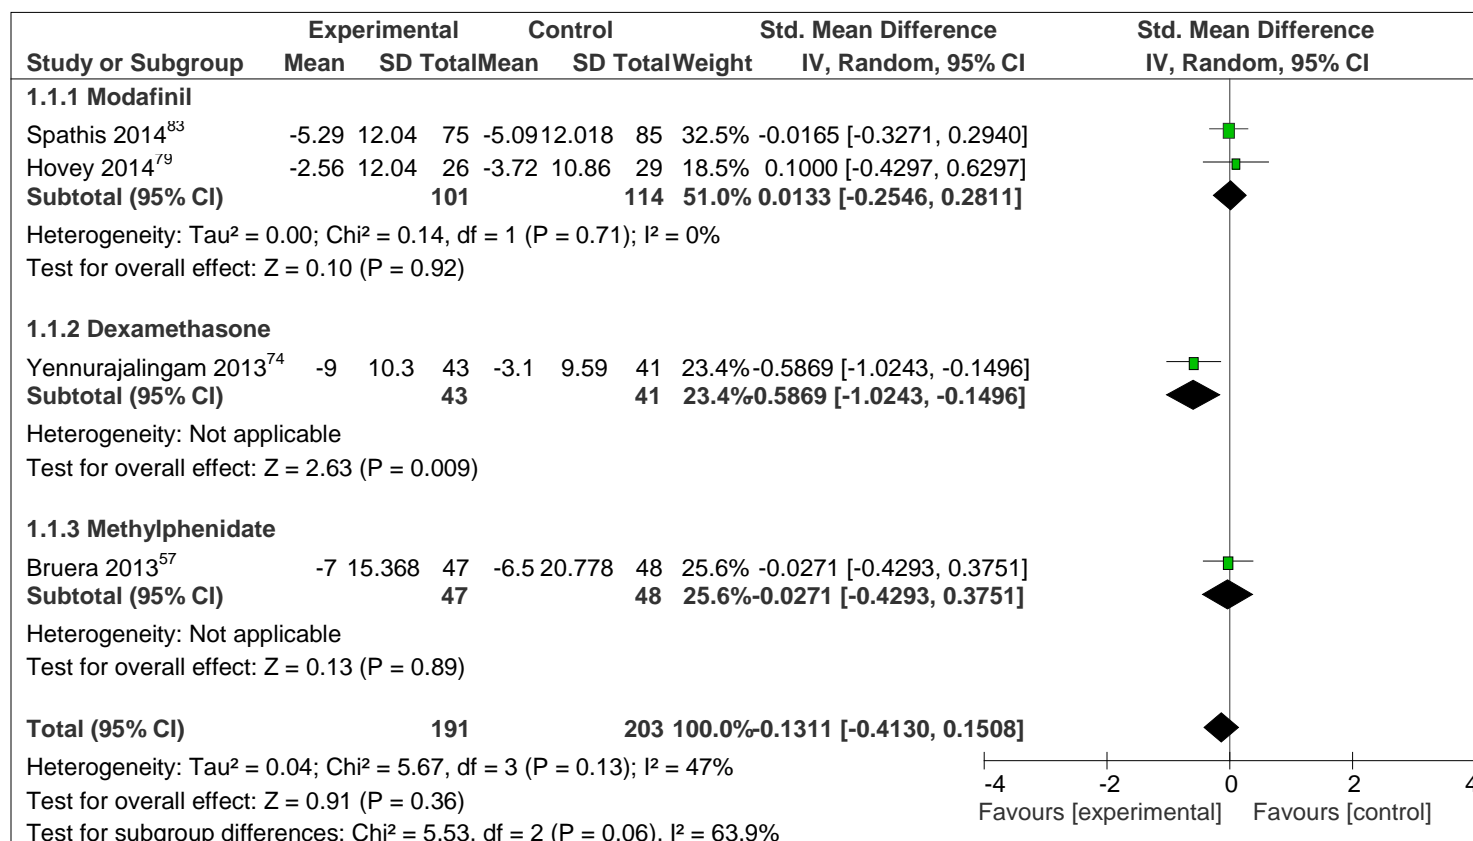 Experimental Control Std. Mean Difference Std. Mean Difference
Study or Subgroup Mean SD Total Mean SD Total Weight IV, Random, 95% CI IV, Random, 95% CI
1.1.1 Modafinil
Spathis 2014⁸³ -5.29 12.04 75 -5.09 12.018 85 32.5% -0.0165 [-0.3271, 0.2940]
Hovey 2014⁷⁹ -2.56 12.04 26 -3.72 10.86 29 18.5% 0.1000 [-0.4297, 0.6297]
Subtotal (95% CI) 101 114 51.0% 0.0133 [-0.2546, 0.2811]
Heterogeneity: Tau² = 0.00; Chi² = 0.14, df = 1 (P = 0.71); I² = 0%
Test for overall effect: Z = 0.10 (P = 0.92)
1.1.2 Dexamethasone
Yennurajalingam 2013⁷⁴ -9 10.3 43 -3.1 9.59 41 23.4% -0.5869 [-1.0243, -0.1496]
Subtotal (95% CI) 43 41 23.4% -0.5869 [-1.0243, -0.1496]
Heterogeneity: Not applicable
Test for overall effect: Z = 2.63 (P = 0.009)
1.1.3 Methylphenidate
Bruera 2013⁵⁷ -7 15.368 47 -6.5 20.778 48 25.6% -0.0271 [-0.4293, 0.3751]
Subtotal (95% CI) 47 48 25.6% -0.0271 [-0.4293, 0.3751]
Heterogeneity: Not applicable
Test for overall effect: Z = 0.13 (P = 0.89)
Total (95% CI) 191 203 100.0% -0.1311 [-0.4130, 0.1508]
Heterogeneity: Tau² = 0.04; Chi² = 5.67, df = 3 (P = 0.13); I² = 47%
Test for overall effect: Z = 0.91 (P = 0.36)
Test for subgroup differences: Chi² = 5.53, df = 2 (P = 0.06), I² = 63.9%
-4 -2 0 2 4
Favours [experimental] Favours [control]